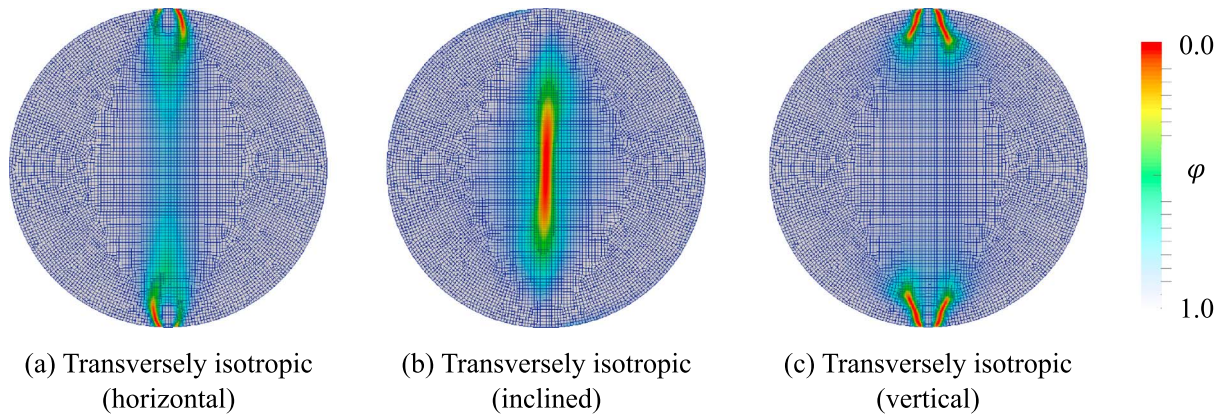 0.0
φ
1.0
(a) Transversely isotropic
(horizontal)
(b) Transversely isotropic
(inclined)
(c) Transversely isotropic
(vertical)